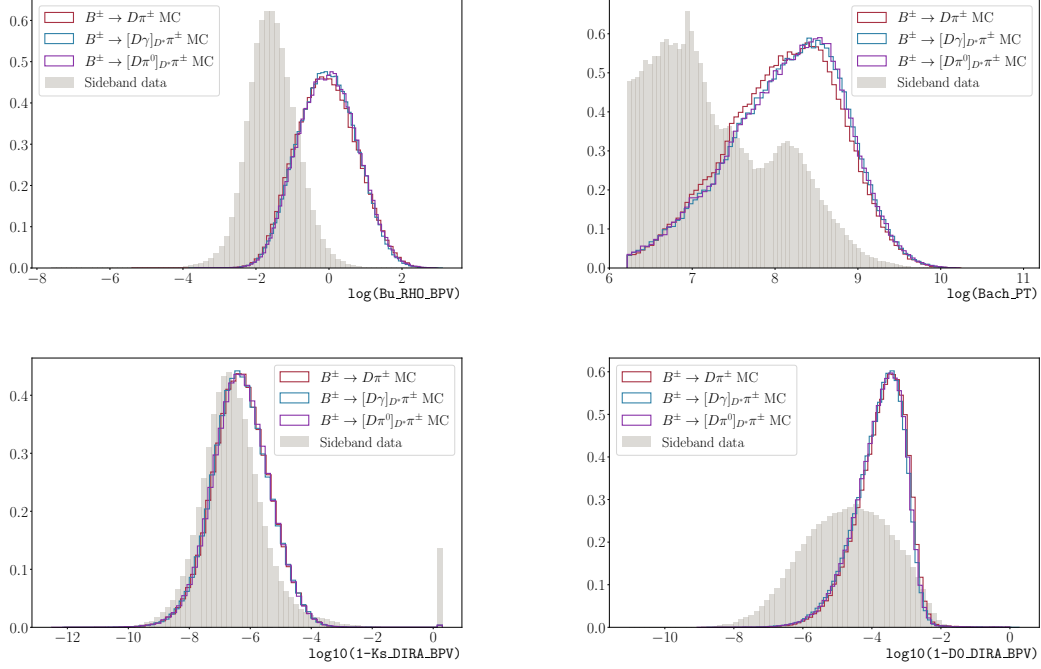 0.6
0.5
0.4
0.3
0.2
0.1
0.0
−8 −6 −4 −2 0 2
log(Bu_RHO_BPV)
B± → Dπ± MC
B± → [Dγ]D*π± MC
B± → [Dπ0]D*π± MC
Sideband data
0.6
0.5
0.4
0.3
0.2
0.1
0.0
6 7 8 9 10 11
log(Bach_PT)
B± → Dπ± MC
B± → [Dγ]D*π± MC
B± → [Dπ0]D*π± MC
Sideband data
0.4
0.3
0.2
0.1
0.0
−12 −10 −8 −6 −4 −2 0
log10(1-Ks_DIRA_BPV)
B± → Dπ± MC
B± → [Dγ]D*π± MC
B± → [Dπ0]D*π± MC
Sideband data
0.6
0.5
0.4
0.3
0.2
0.1
0.0
−10 −8 −6 −4 −2 0
log10(1-D0_DIRA_BPV)
B± → Dπ± MC
B± → [Dγ]D*π± MC
B± → [Dπ0]D*π± MC
Sideband data